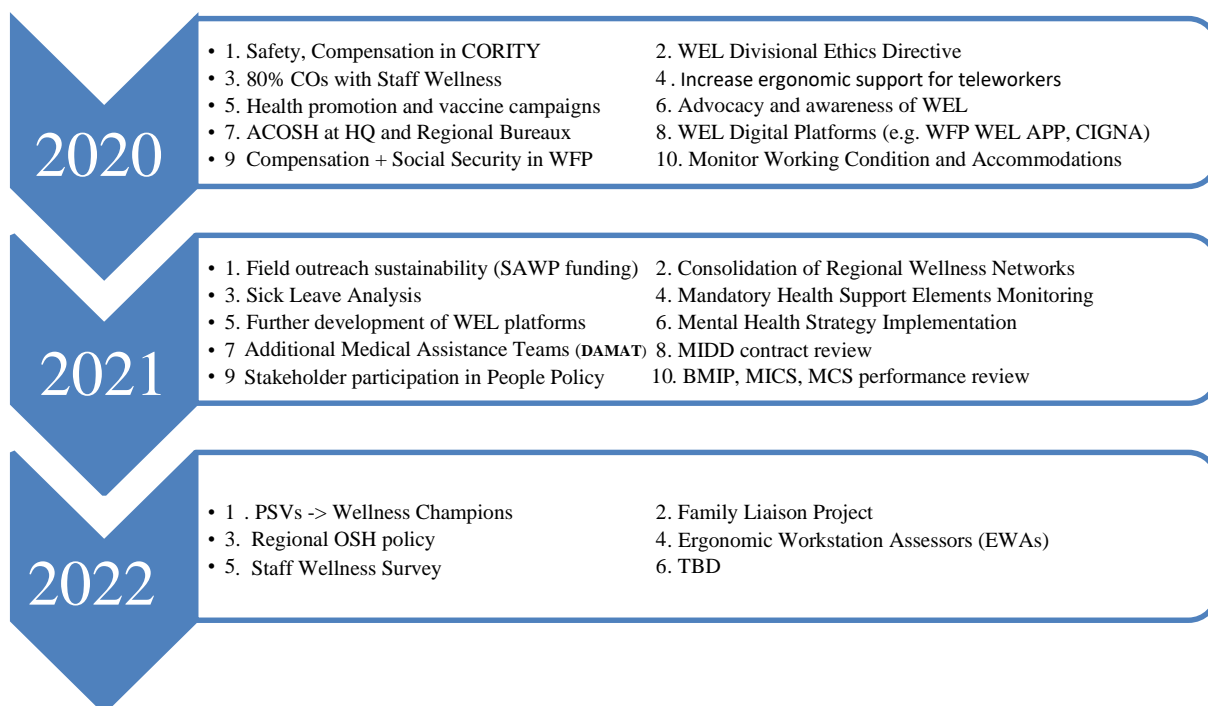 2020
• 1. Safety, Compensation in CORITY 2. WEL Divisional Ethics Directive
• 3. 80% COs with Staff Wellness 4. Increase ergonomic support for teleworkers
• 5. Health promotion and vaccine campaigns 6. Advocacy and awareness of WEL
• 7. ACOSH at HQ and Regional Bureaux 8. WEL Digital Platforms (e.g. WFP WEL APP, CIGNA)
• 9 Compensation + Social Security in WFP 10. Monitor Working Condition and Accommodations
2021
• 1. Field outreach sustainability (SAWP funding) 2. Consolidation of Regional Wellness Networks
• 3. Sick Leave Analysis 4. Mandatory Health Support Elements Monitoring
• 5. Further development of WEL platforms 6. Mental Health Strategy Implementation
• 7 Additional Medical Assistance Teams (DAMAT) 8. MIDD contract review
• 9 Stakeholder participation in People Policy 10. BMIP, MICS, MCS performance review
2022
• 1 . PSVs -> Wellness Champions 2. Family Liaison Project
• 3. Regional OSH policy 4. Ergonomic Workstation Assessors (EWAs)
• 5. Staff Wellness Survey 6. TBD